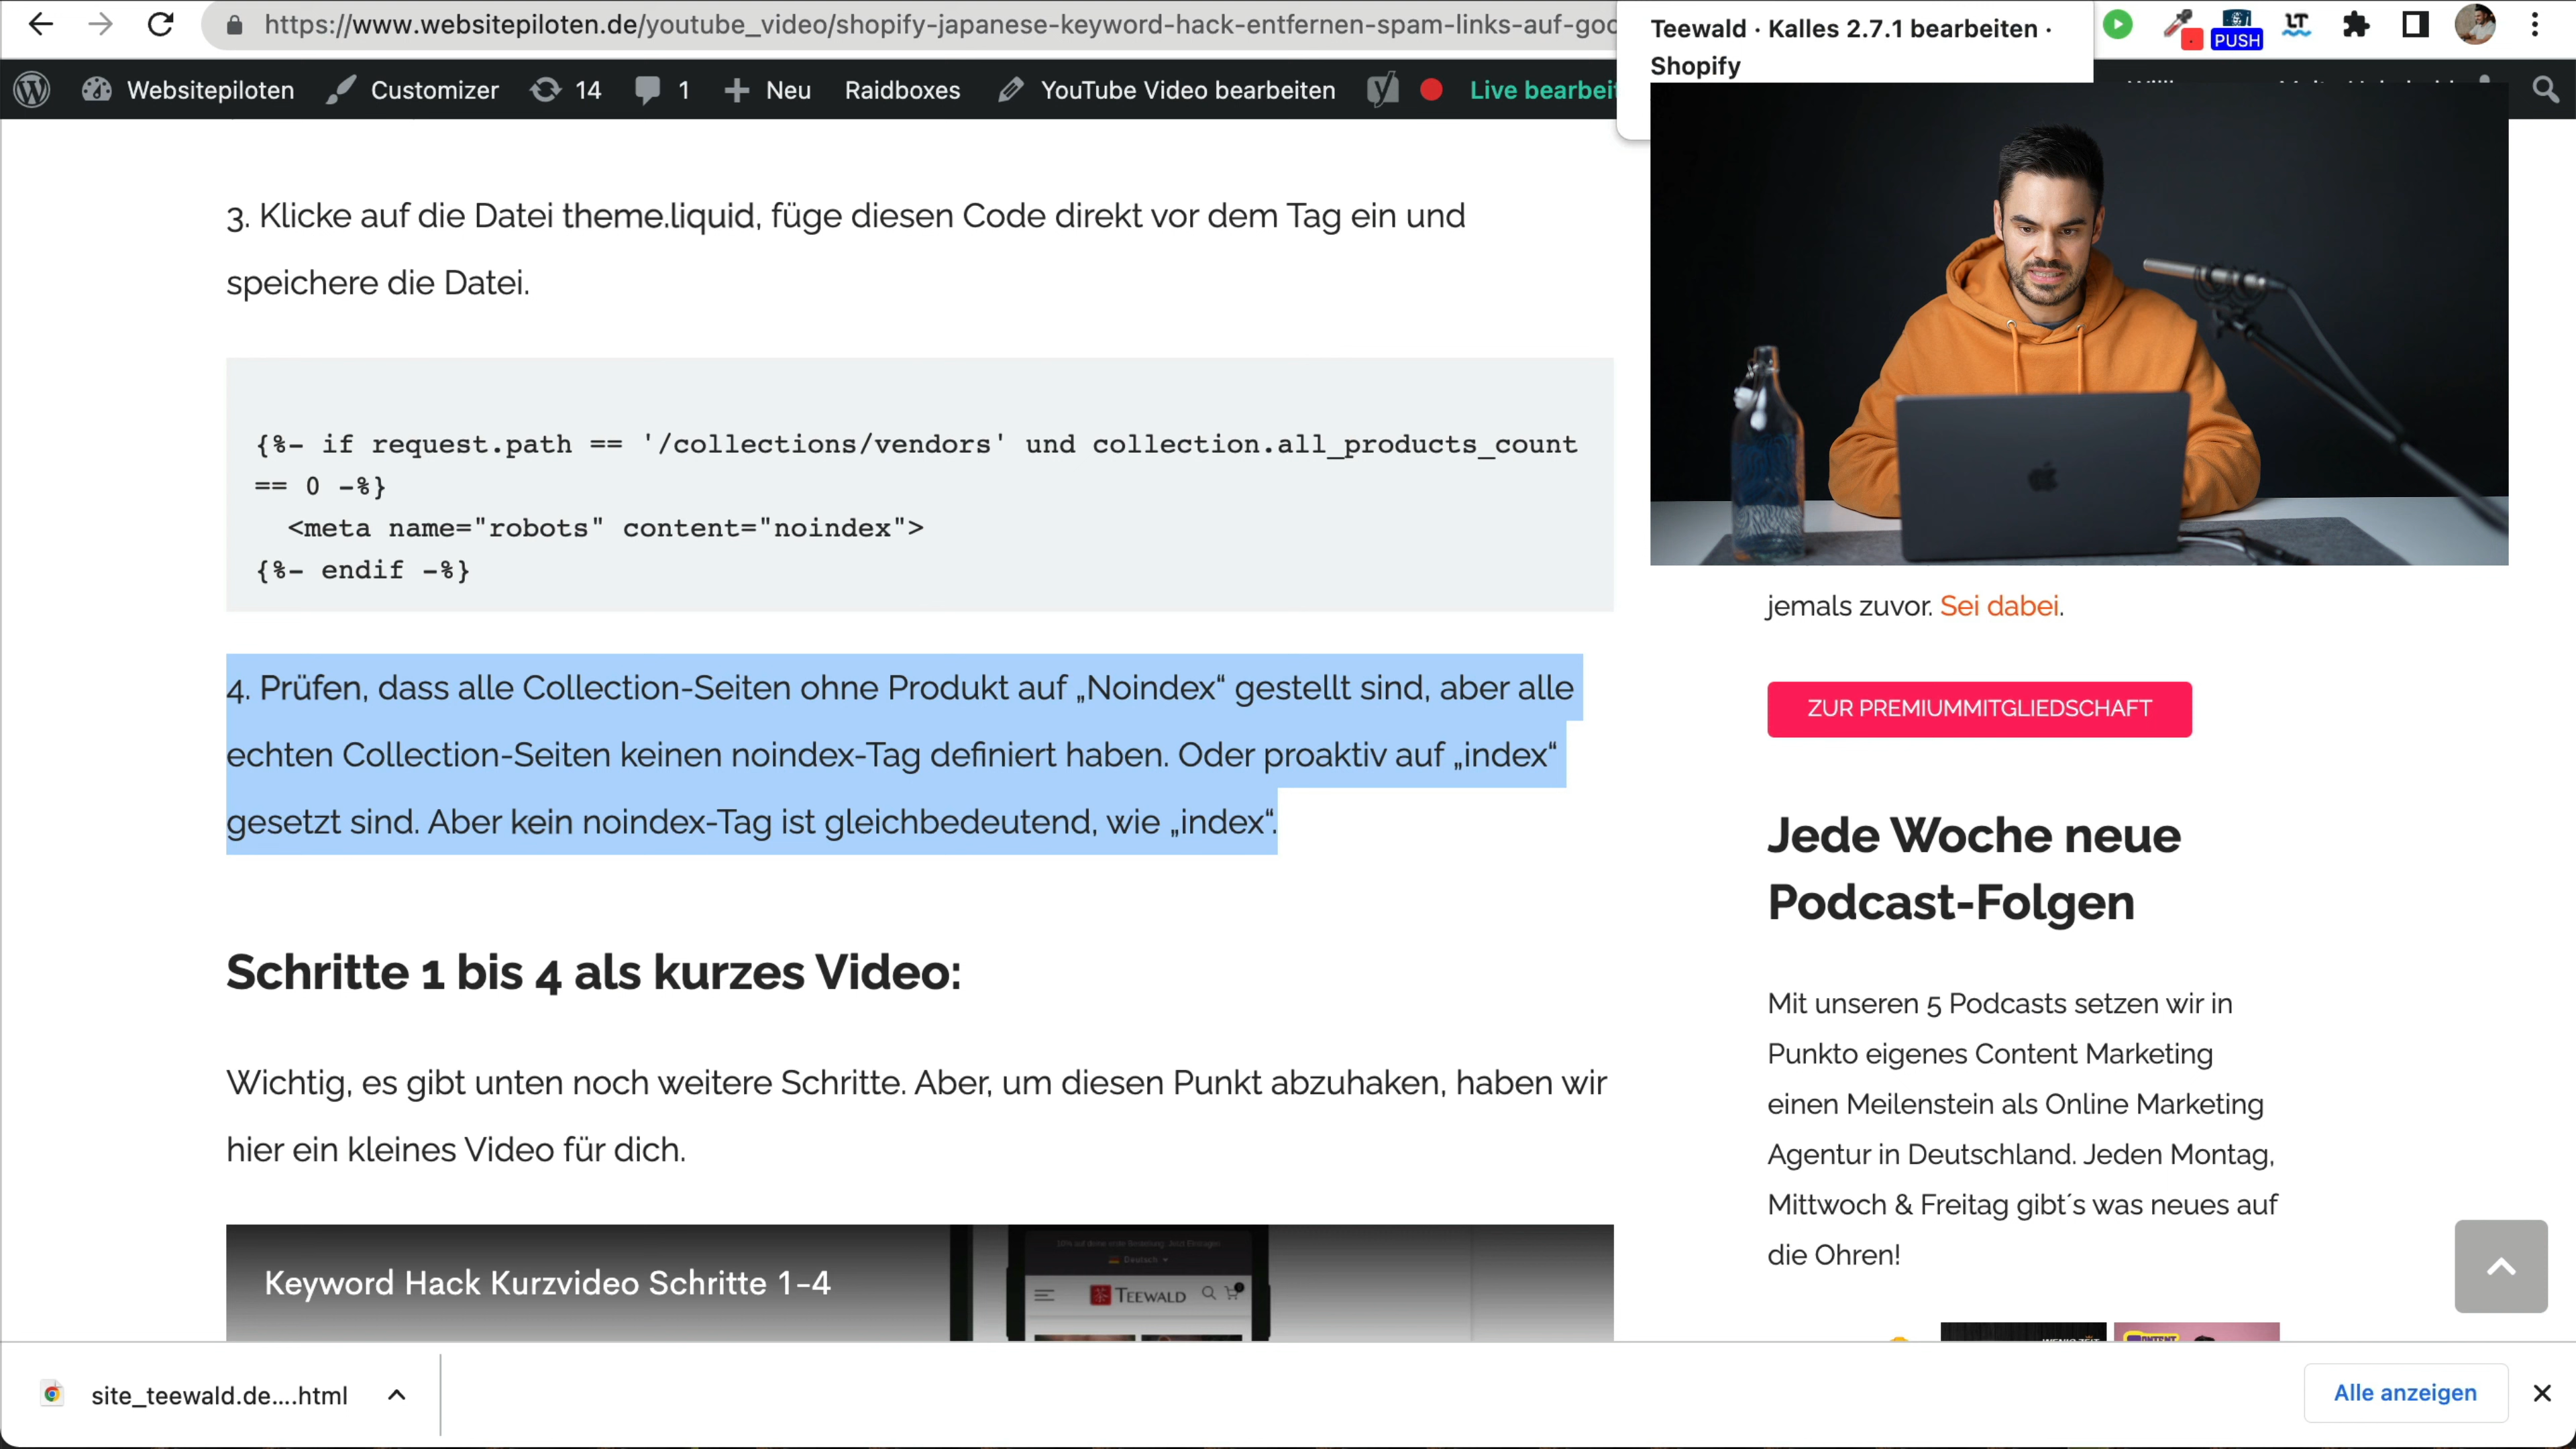 https://www.websitepiloten.de/youtube_video/shopify-japanese-keyword-hack-entfernen-spam-links-auf-goo
Teewald · Kalles 2.7.1 bearbeiten ·
Shopify
PUSH
LT
Websitepiloten
Customizer
14
1
Neu
Raidboxes
YouTube Video bearbeiten
Live bearbeit
3. Klicke auf die Datei theme.liquid, füge diesen Code direkt vor dem Tag ein und
speichere die Datei.
{%- if request.path == '/collections/vendors' und collection.all_products_count
== 0 -%}
<meta name="robots" content="noindex">
{%- endif -%}
4. Prüfen, dass alle Collection-Seiten ohne Produkt auf „Noindex“ gestellt sind, aber alle
echten Collection-Seiten keinen noindex-Tag definiert haben. Oder proaktiv auf „index“
gesetzt sind. Aber kein noindex-Tag ist gleichbedeutend, wie „index“.
Schritte 1 bis 4 als kurzes Video:
Wichtig, es gibt unten noch weitere Schritte. Aber, um diesen Punkt abzuhaken, haben wir
hier ein kleines Video für dich.
Keyword Hack Kurzvideo Schritte 1-4
Deutsch
TEEWALD
jemals zuvor. Sei dabei.
ZUR PREMIUMMITGLIEDSCHAFT
Jede Woche neue
Podcast-Folgen
Mit unseren 5 Podcasts setzen wir in
Punkto eigenes Content Marketing
einen Meilenstein als Online Marketing
Agentur in Deutschland. Jeden Montag,
Mittwoch & Freitag gibt´s was neues auf
die Ohren!
site_teewald.de....html
Alle anzeigen